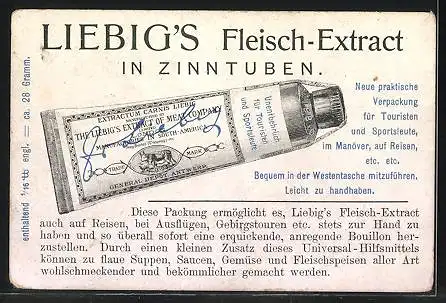 LIEBIG'S Fleisch-Extract
IN ZINNTUBEN.
enthaltend 1/16 tb engl. = ca. 28 Gramm.
EXTRACTUM CARNIS LIEBIG
THE LIEBIG'S EXTRACT OF MEAT COMPANY
LIMITED
SOUTH-AMERICA
TRADE MARK
GENERAL-DEPÔT ANTWERP.
Unentbehrlich
für Touristen
und Sportsleute
Neue praktische
Verpackung
für Touristen
und Sportsleute,
im Manöver, auf Reisen,
etc. etc.
Bequem in der Westentasche mitzuführen.
Leicht zu handhaben.
Diese Packung ermöglicht es, Liebig's Fleisch-Extract
auch auf Reisen, bei Ausflügen, Gebirgstouren etc. stets zur Hand zu
haben und so überall sofort eine erquickende, anregende Bouillon her-
zustellen. Durch einen kleinen Zusatz dieses Universal-Hilfsmittels
können zu flaue Suppen, Saucen, Gemüse und Fleischspeisen aller Art
wohlschmeckender und bekömmlicher gemacht werden.